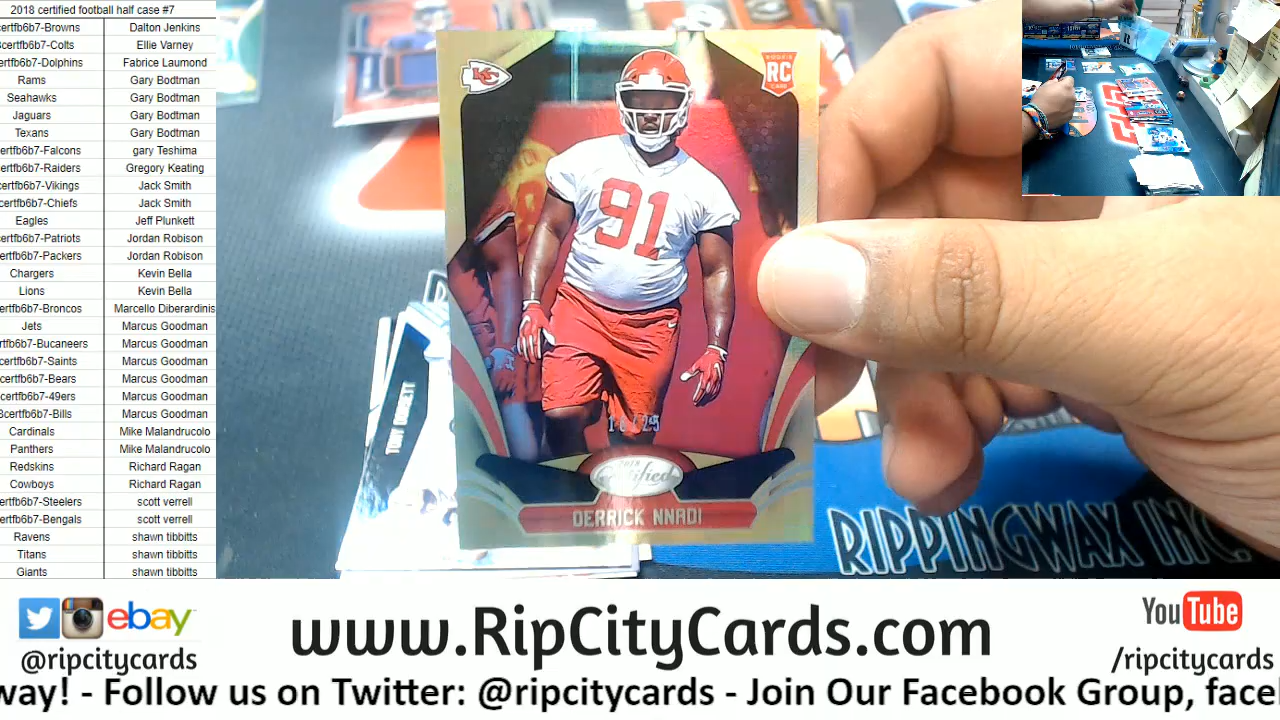 2018 certified football half case #7
certfb6b7-Browns Dalton Jenkins
certfb6b7-Colts Ellie Varney
certfb6b7-Dolphins Fabrice Laumond
Rams Gary Bodtman
Seahawks Gary Bodtman
Jaguars Gary Bodtman
Texans Gary Bodtman
certfb6b7-Falcons gary Teshima
certfb6b7-Raiders Gregory Keating
certfb6b7-Vikings Jack Smith
certfb6b7-Chiefs Jack Smith
Eagles Jeff Plunkett
certfb6b7-Patriots Jordan Robison
certfb6b7-Packers Jordan Robison
Chargers Kevin Bella
Lions Kevin Bella
certfb6b7-Broncos Marcello Diberardinis
Jets Marcus Goodman
rtfb6b7-Bucaneers Marcus Goodman
certfb6b7-Saints Marcus Goodman
certfb6b7-Bears Marcus Goodman
certfb6b7-49ers Marcus Goodman
8certfb6b7-Bills Marcus Goodman
Cardinals Mike Malandrucolo
Panthers Mike Malandrucolo
Redskins Richard Ragan
Cowboys Richard Ragan
ertfb6b7-Steelers scott verrell
ertfb6b7-Bengals scott verrell
Ravens shawn tibbitts
Titans shawn tibbitts
Giants shawn tibbitts
KC
ROOKIE
RC
CARD
91
2018
Certified
DERRICK NNADI
RIPPINGWAX INC.
ebay
@ripcitycards
www.RipCityCards.com
YouTube
/ripcitycards
way! - Follow us on Twitter: @ripcitycards - Join Our Facebook Group, face